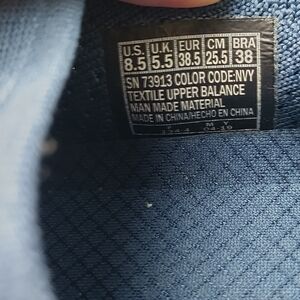 U.S. U.K. EUR CM BRA
8.5 5.5 38.5 25.5 38
SN 73913 COLOR CODE:NVY
TEXTILE UPPER BALANCE
MAN MADE MATERIAL
MADE IN CHINA/HECHO EN CHINA